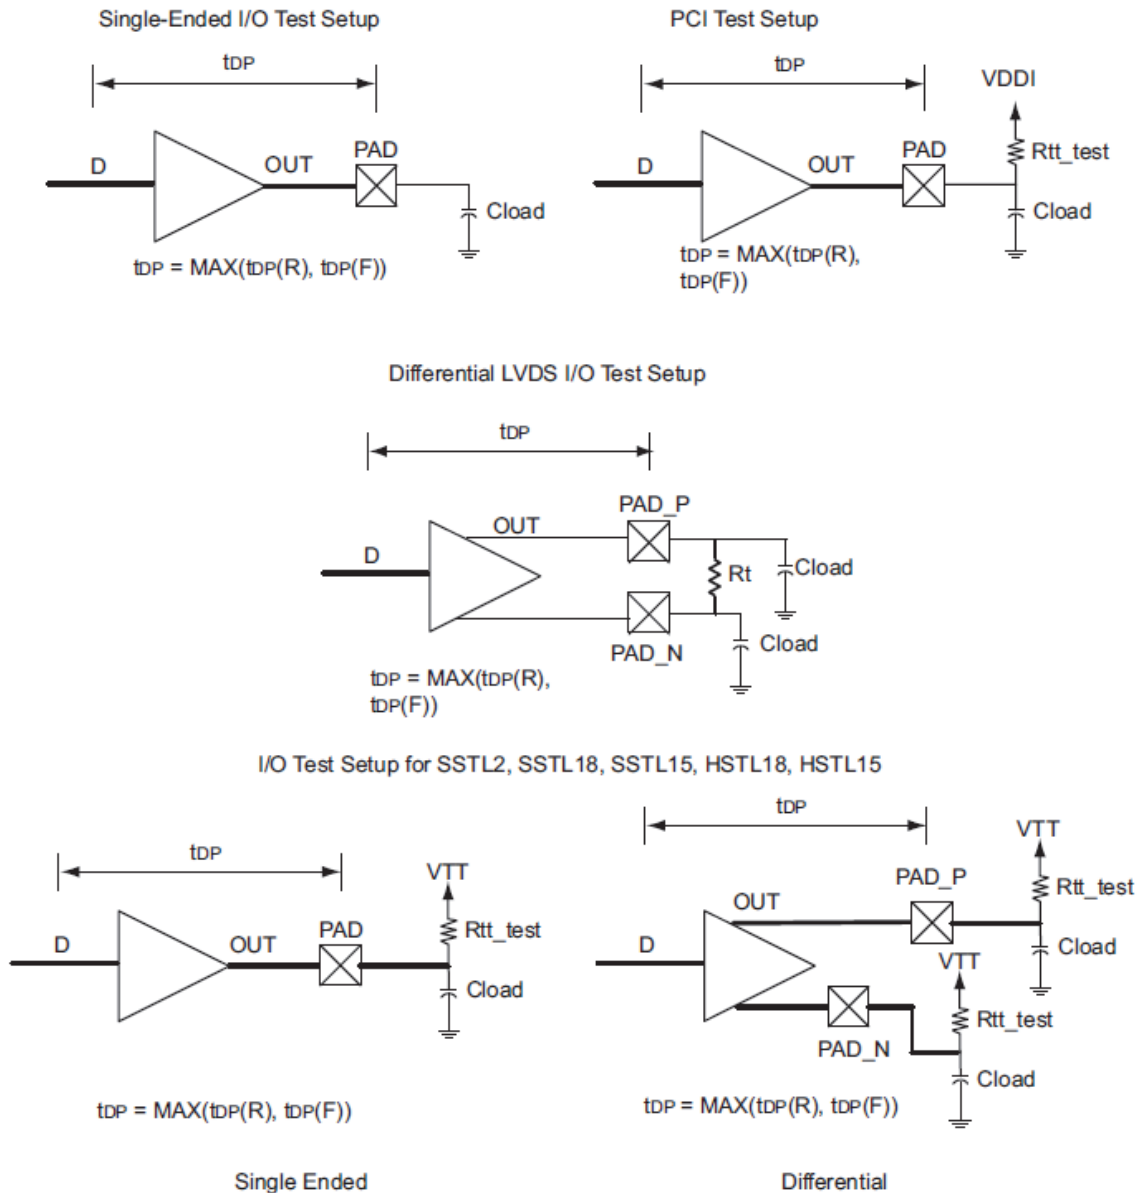 Single-Ended I/O Test Setup
tDP
D
OUT
PAD
Cload
tDP = MAX(tDP(R), tDP(F))
PCI Test Setup
tDP
VDDI
D
OUT
PAD
Rtt_test
Cload
tDP = MAX(tDP(R),
tDP(F))
Differential LVDS I/O Test Setup
tDP
PAD_P
OUT
D
Rt
Cload
Cload
PAD_N
tDP = MAX(tDP(R),
tDP(F))
I/O Test Setup for SSTL2, SSTL18, SSTL15, HSTL18, HSTL15
tDP
VTT
PAD
Rtt_test
D
OUT
Cload
tDP = MAX(tDP(R), tDP(F))
Single Ended
tDP
VTT
PAD_P
Rtt_test
OUT
D
Cload
VTT
Rtt_test
PAD_N
Cload
tDP = MAX(tDP(R), tDP(F))
Differential